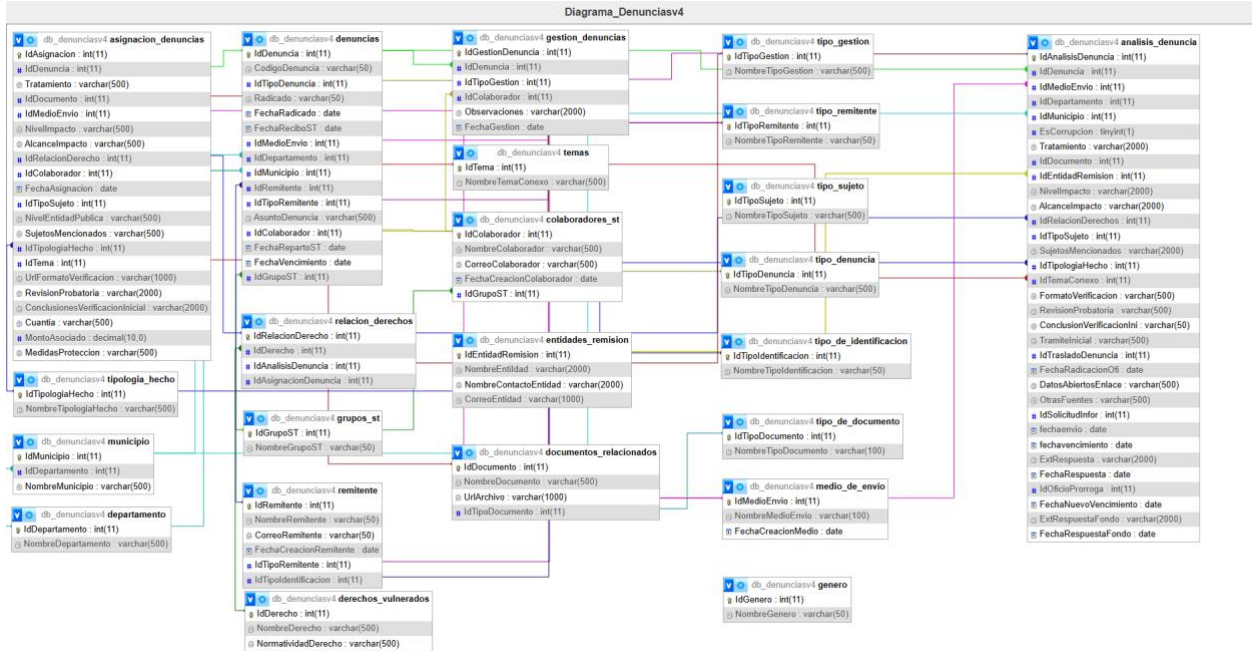 Diagrama_Denunciasv4
db_denunciasv4 asignacion_denuncias
IdAsignacion : int(11)
IdDenuncia : int(11)
Tratamiento : varchar(500)
IdDocumento : int(11)
IdMedioEnvio : int(11)
NivelImpacto : varchar(500)
AlcanceImpacto : varchar(500)
IdRelacionDerecho : int(11)
IdColaborador : int(11)
FechaAsignacion : date
IdTipoSujeto : int(11)
NivelEntidadPublica : varchar(500)
SujetosMencionados : varchar(500)
IdTipologiaHecho : int(11)
IdTema : int(11)
UrlFormatoVerificacion : varchar(1000)
RevisionProbatoria : varchar(2000)
ConclusionesVerificacionInicial : varchar(2000)
Cuantia : varchar(500)
MontoAsociado : decimal(10,0)
MedidasProteccion : varchar(500)
db_denunciasv4 tipologia_hecho
IdTipologiaHecho : int(11)
NombreTipologiaHecho : varchar(500)
db_denunciasv4 municipio
IdMunicipio : int(11)
IdDepartamento : int(11)
NombreMunicipio : varchar(500)
db_denunciasv4 departamento
IdDepartamento : int(11)
NombreDepartamento : varchar(500)
db_denunciasv4 denuncias
IdDenuncia : int(11)
CodigoDenuncia : varchar(50)
IdTipoDenuncia : int(11)
Radicado : varchar(50)
FechaRadicado : date
FechaReciboST : date
IdMedioEnvio : int(11)
IdDepartamento : int(11)
IdMunicipio : int(11)
IdRemitente : int(11)
IdTipoRemitente : int(11)
AsuntoDenuncia : varchar(500)
IdColaborador : int(11)
FechaRepartoST : date
FechaVencimiento : date
IdGrupoST : int(11)
db_denunciasv4 relacion_derechos
IdRelacionDerecho : int(11)
IdDerecho : int(11)
IdAnalisisDenuncia : int(11)
IdAsignacionDenuncia : int(11)
db_denunciasv4 grupos_st
IdGrupoST : int(11)
NombreGrupoST : varchar(50)
db_denunciasv4 remitente
IdRemitente : int(11)
NombreRemitente : varchar(50)
CorreoRemitente : varchar(50)
FechaCreacionRemitente : date
IdTipoRemitente : int(11)
IdTipoIdentificacion : int(11)
db_denunciasv4 derechos_vulnerados
IdDerecho : int(11)
NombreDerecho : varchar(500)
NormatividadDerecho : varchar(500)
db_denunciasv4 gestion_denuncias
IdGestionDenuncia : int(11)
IdDenuncia : int(11)
IdTipoGestion : int(11)
IdColaborador : int(11)
Observaciones : varchar(2000)
FechaGestion : date
db_denunciasv4 temas
IdTema : int(11)
NombreTemaConexo : varchar(500)
db_denunciasv4 colaboradores_st
IdColaborador : int(11)
NombreColaborador : varchar(500)
CorreoColaborador : varchar(500)
FechaCreacionColaborador : date
IdGrupoST : int(11)
db_denunciasv4 entidades_remision
IdEntidadRemision : int(11)
NombreEntildad : varchar(2000)
NombreContactoEntidad : varchar(2000)
CorreoEntidad : varchar(1000)
db_denunciasv4 documentos_relacionados
IdDocumento : int(11)
NombreDocumento : varchar(500)
UrlArchivo : varchar(1000)
IdTipoDocumento : int(11)
db_denunciasv4 tipo_gestion
IdTipoGestion : int(11)
NombreTipoGestion : varchar(500)
db_denunciasv4 tipo_remitente
IdTipoRemitente : int(11)
NombreTipoRemitente : varchar(50)
db_denunciasv4 tipo_sujeto
IdTipoSujeto : int(11)
NombreTipoSujeto : varchar(500)
db_denunciasv4 tipo_denuncia
IdTipoDenuncia : int(11)
NombreTipoDenuncia : varchar(500)
db_denunciasv4 tipo_de_identificacion
IdTipoIdentificacion : int(11)
NombreTipoIdentificacion : varchar(50)
db_denunciasv4 tipo_de_documento
IdTipoDocumento : int(11)
NombreTipoDocumento : varchar(100)
db_denunciasv4 medio_de_envio
IdMedioEnvio : int(11)
NombreMedioEnvio : varchar(100)
FechaCreacionMedio : date
db_denunciasv4 genero
IdGenero : int(11)
NombreGenero : varchar(50)
db_denunciasv4 analisis_denuncia
IdAnalisisDenuncia : int(11)
IdDenuncia : int(11)
IdMedioEnvio : int(11)
IdDepartamento : int(11)
IdMunicipio : int(11)
EsCorrupcion : tinyint(1)
Tratamiento : varchar(2000)
IdDocumento : int(11)
IdEntidadRemision : int(11)
NivelImpacto : varchar(2000)
AlcanceImpacto : varchar(2000)
IdRelacionDerechos : int(11)
IdTipoSujeto : int(11)
SujetosMencionados : varchar(2000)
IdTipologiaHecho : int(11)
IdTemaConexo : int(11)
FormatoVerificacion : varchar(500)
RevisionProbatoria : varchar(500)
ConclusionVerificacionIni : varchar(50)
TramiteInicial : varchar(500)
IdTrasladoDenuncia : int(11)
FechaRadicacionOfi : date
DatosAbiertosEnlace : varchar(500)
OtrasFuentes : varchar(500)
IdSolicitudInfor : int(11)
fechaenvio : date
fechavencimiento : date
ExtRespuesta : varchar(2000)
FechaRespuesta : date
IdOficioProrroga : int(11)
FechaNuevoVencimiento : date
ExtRespuestaFondo : varchar(2000)
FechaRespuestaFondo : date